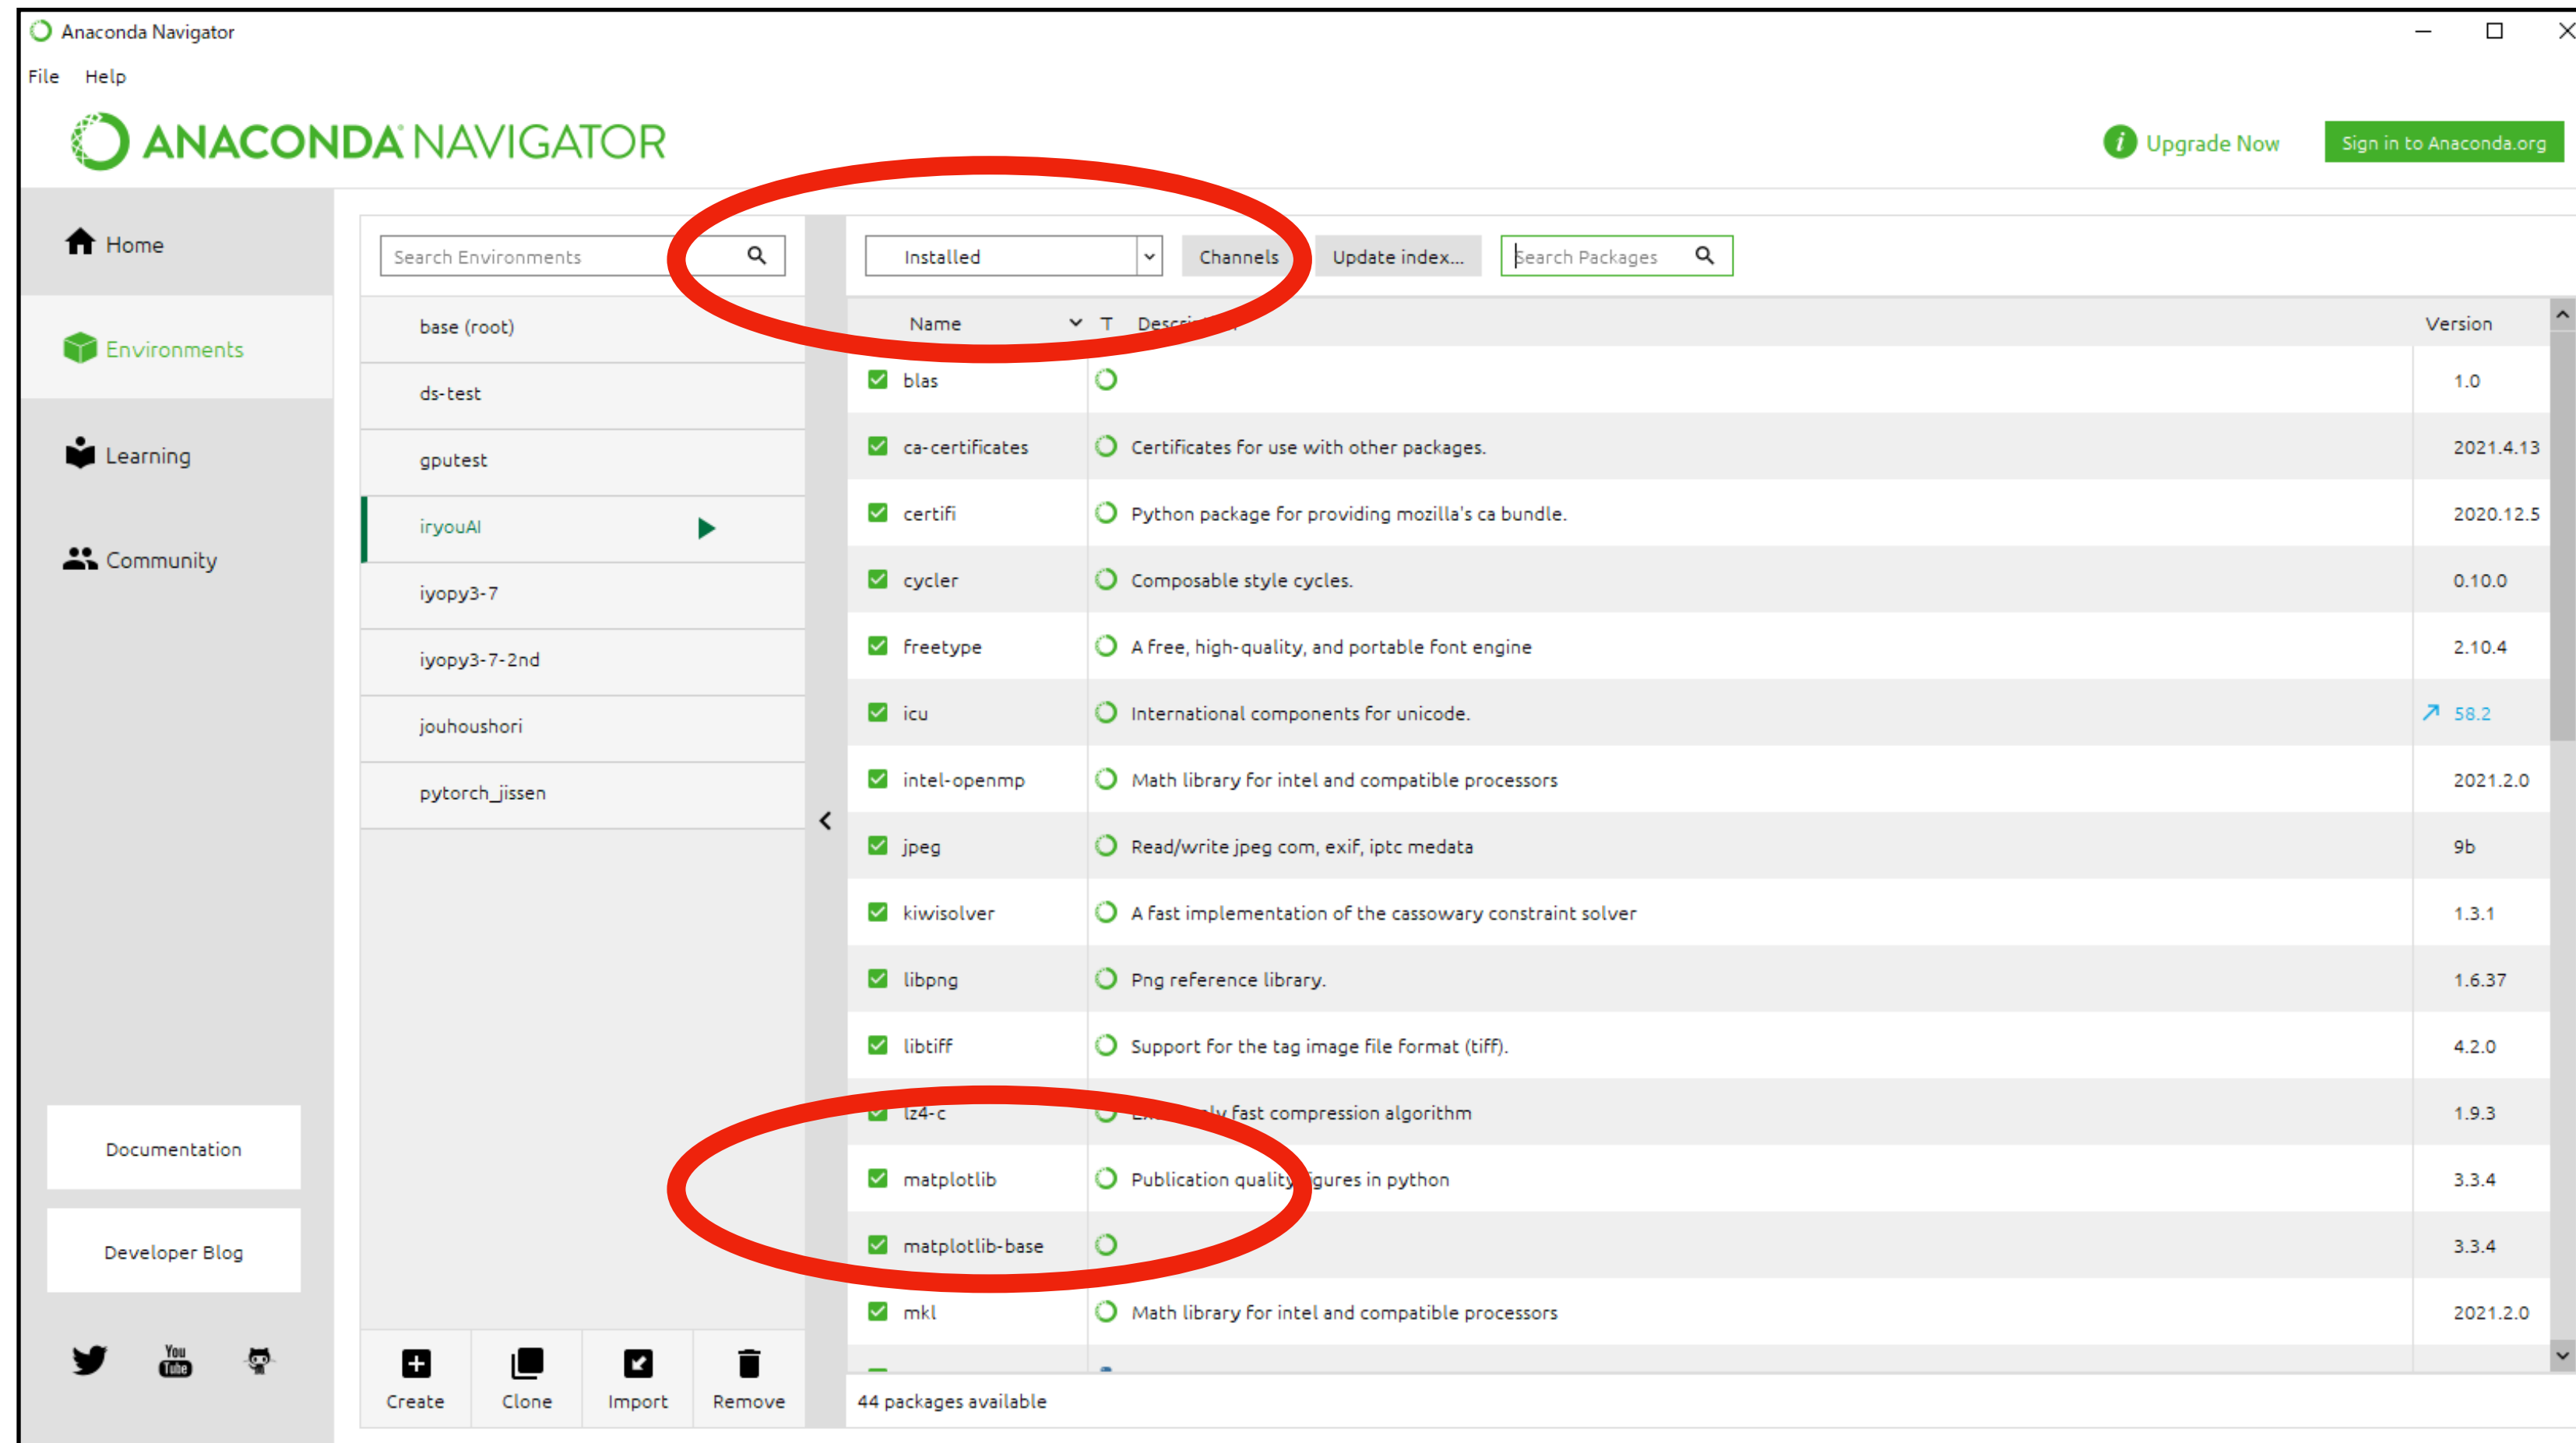 Anaconda Navigator
File Help
ANACONDA NAVIGATOR
Upgrade Now
Sign in to Anaconda.org
Home
Environments
Learning
Community
Documentation
Developer Blog
You Tube
Search Environments
base (root)
ds-test
gputest
iryouAI
iyopy3-7
iyopy3-7-2nd
jouhoushori
pytorch_jissen
Create Clone Import Remove
Installed Channels Update index... Search Packages
Name T Version
blas 1.0
ca-certificates Certificates for use with other packages. 2021.4.13
certifi Python package for providing mozilla's ca bundle. 2020.12.5
cycler Composable style cycles. 0.10.0
freetype A free, high-quality, and portable font engine 2.10.4
icu International components for unicode. 58.2
intel-openmp Math library for intel and compatible processors 2021.2.0
jpeg Read/write jpeg com, exif, iptc medata 9b
kiwisolver A fast implementation of the cassowary constraint solver 1.3.1
libpng Png reference library. 1.6.37
libtiff Support for the tag image file format (tiff). 4.2.0
lz4-c fast compression algorithm 1.9.3
matplotlib Publication quality figures in python 3.3.4
matplotlib-base 3.3.4
mkl Math library for intel and compatible processors 2021.2.0
44 packages available